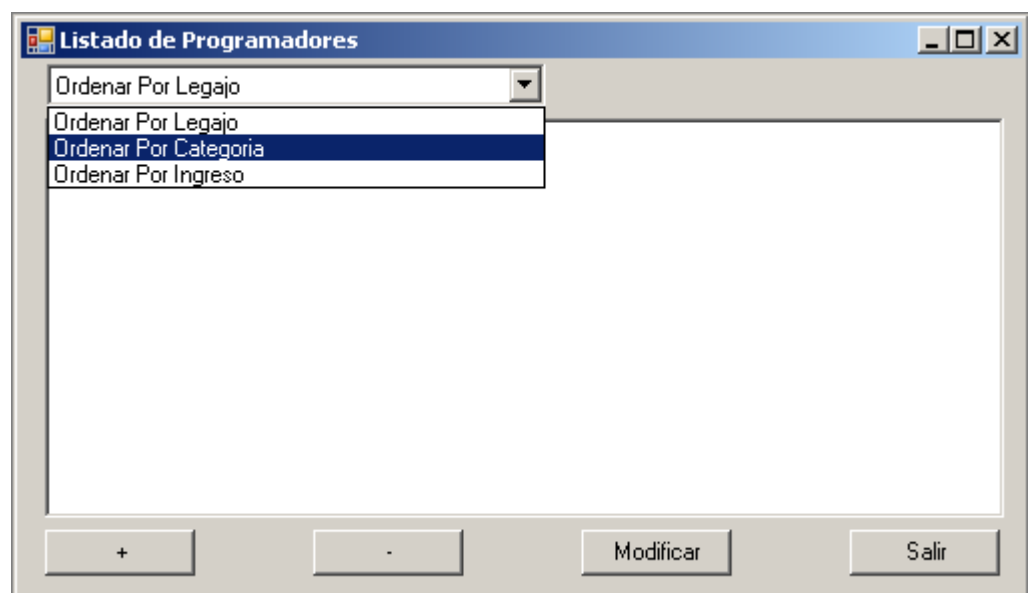 Listado de Programadores
Ordenar Por Legajo
Ordenar Por Legajo
Ordenar Por Categoria
Ordenar Por Ingreso
+ - Modificar Salir